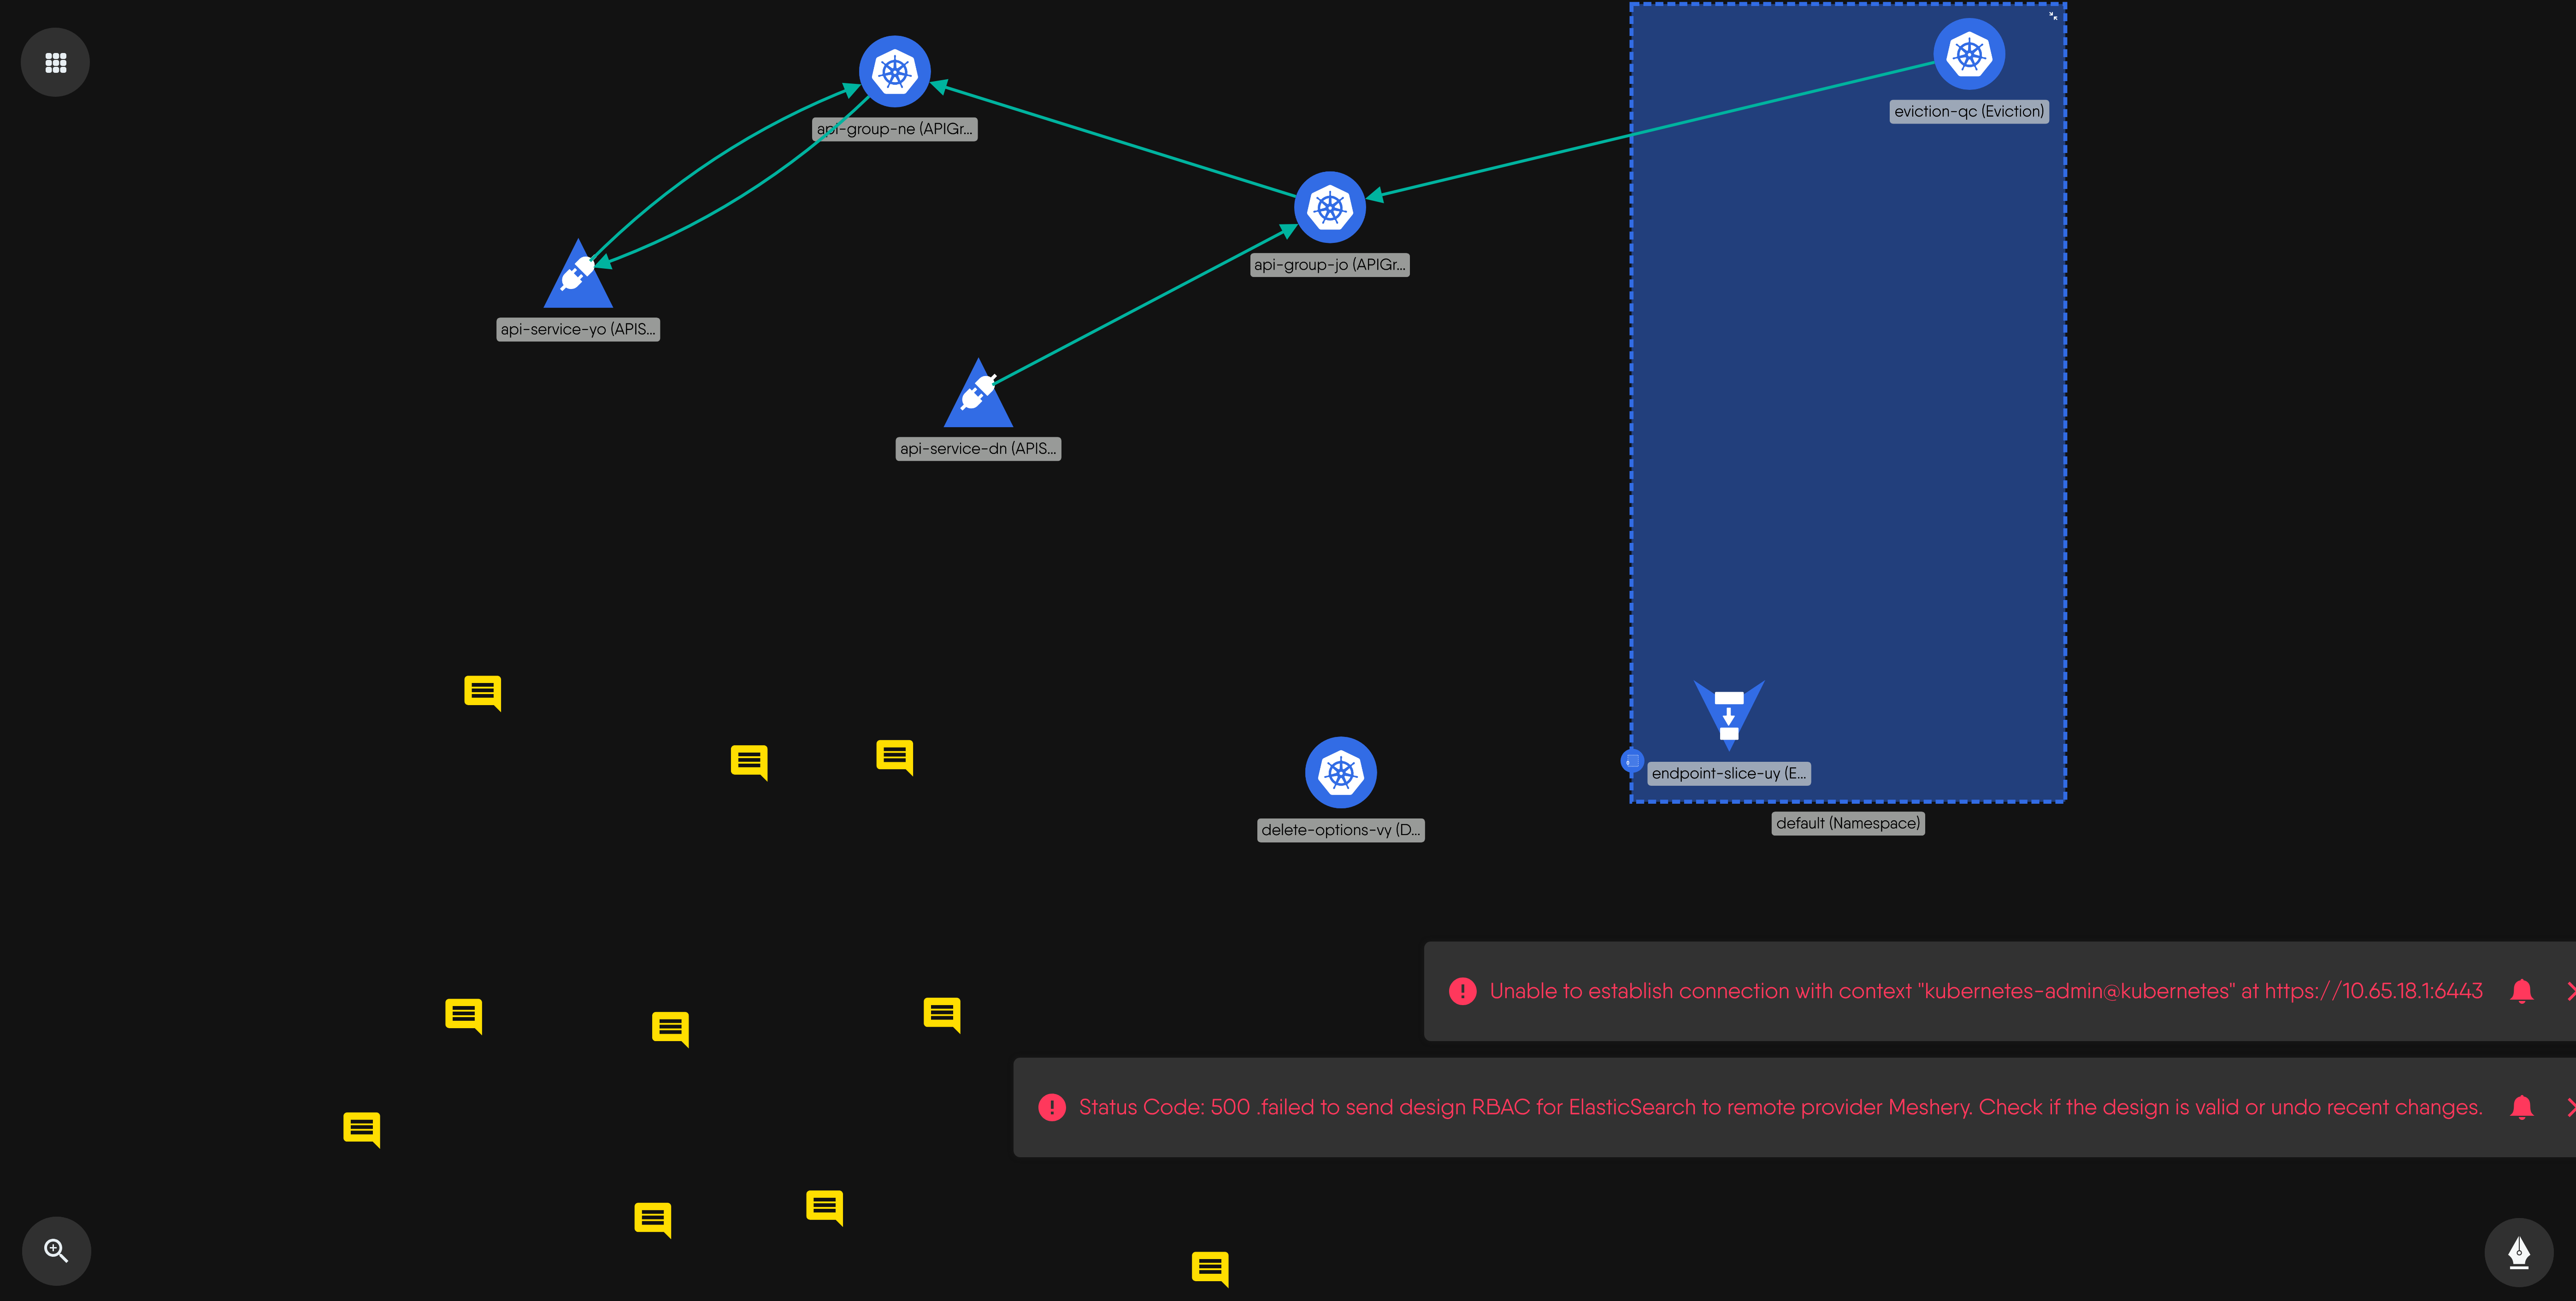 eviction-qc (Eviction)
api-group-ne (APIGr...
api-group-jo (APIGr...
api-service-yo (APIS...
api-service-dn (APIS...
endpoint-slice-uy (E...
default (Namespace)
delete-options-vy (D...
Unable to establish connection with context "kubernetes-admin@kubernetes" at https://10.65.18.1:6443
Status Code: 500 .failed to send design RBAC for ElasticSearch to remote provider Meshery. Check if the design is valid or undo recent changes.